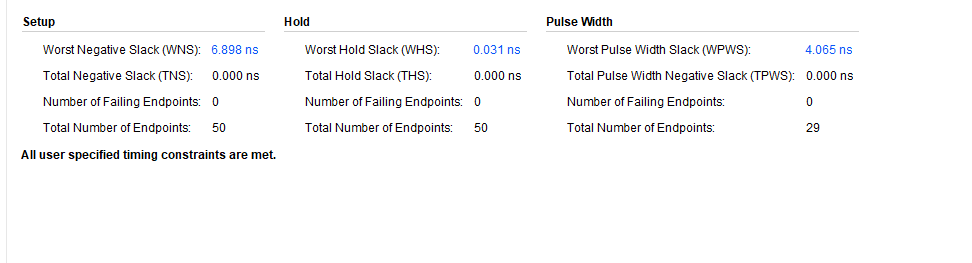 Setup
Worst Negative Slack (WNS): 6.898 ns
Total Negative Slack (TNS): 0.000 ns
Number of Failing Endpoints: 0
Total Number of Endpoints: 50
Hold
Worst Hold Slack (WHS): 0.031 ns
Total Hold Slack (THS): 0.000 ns
Number of Failing Endpoints: 0
Total Number of Endpoints: 50
Pulse Width
Worst Pulse Width Slack (WPWS): 4.065 ns
Total Pulse Width Negative Slack (TPWS): 0.000 ns
Number of Failing Endpoints: 0
Total Number of Endpoints: 29
All user specified timing constraints are met.